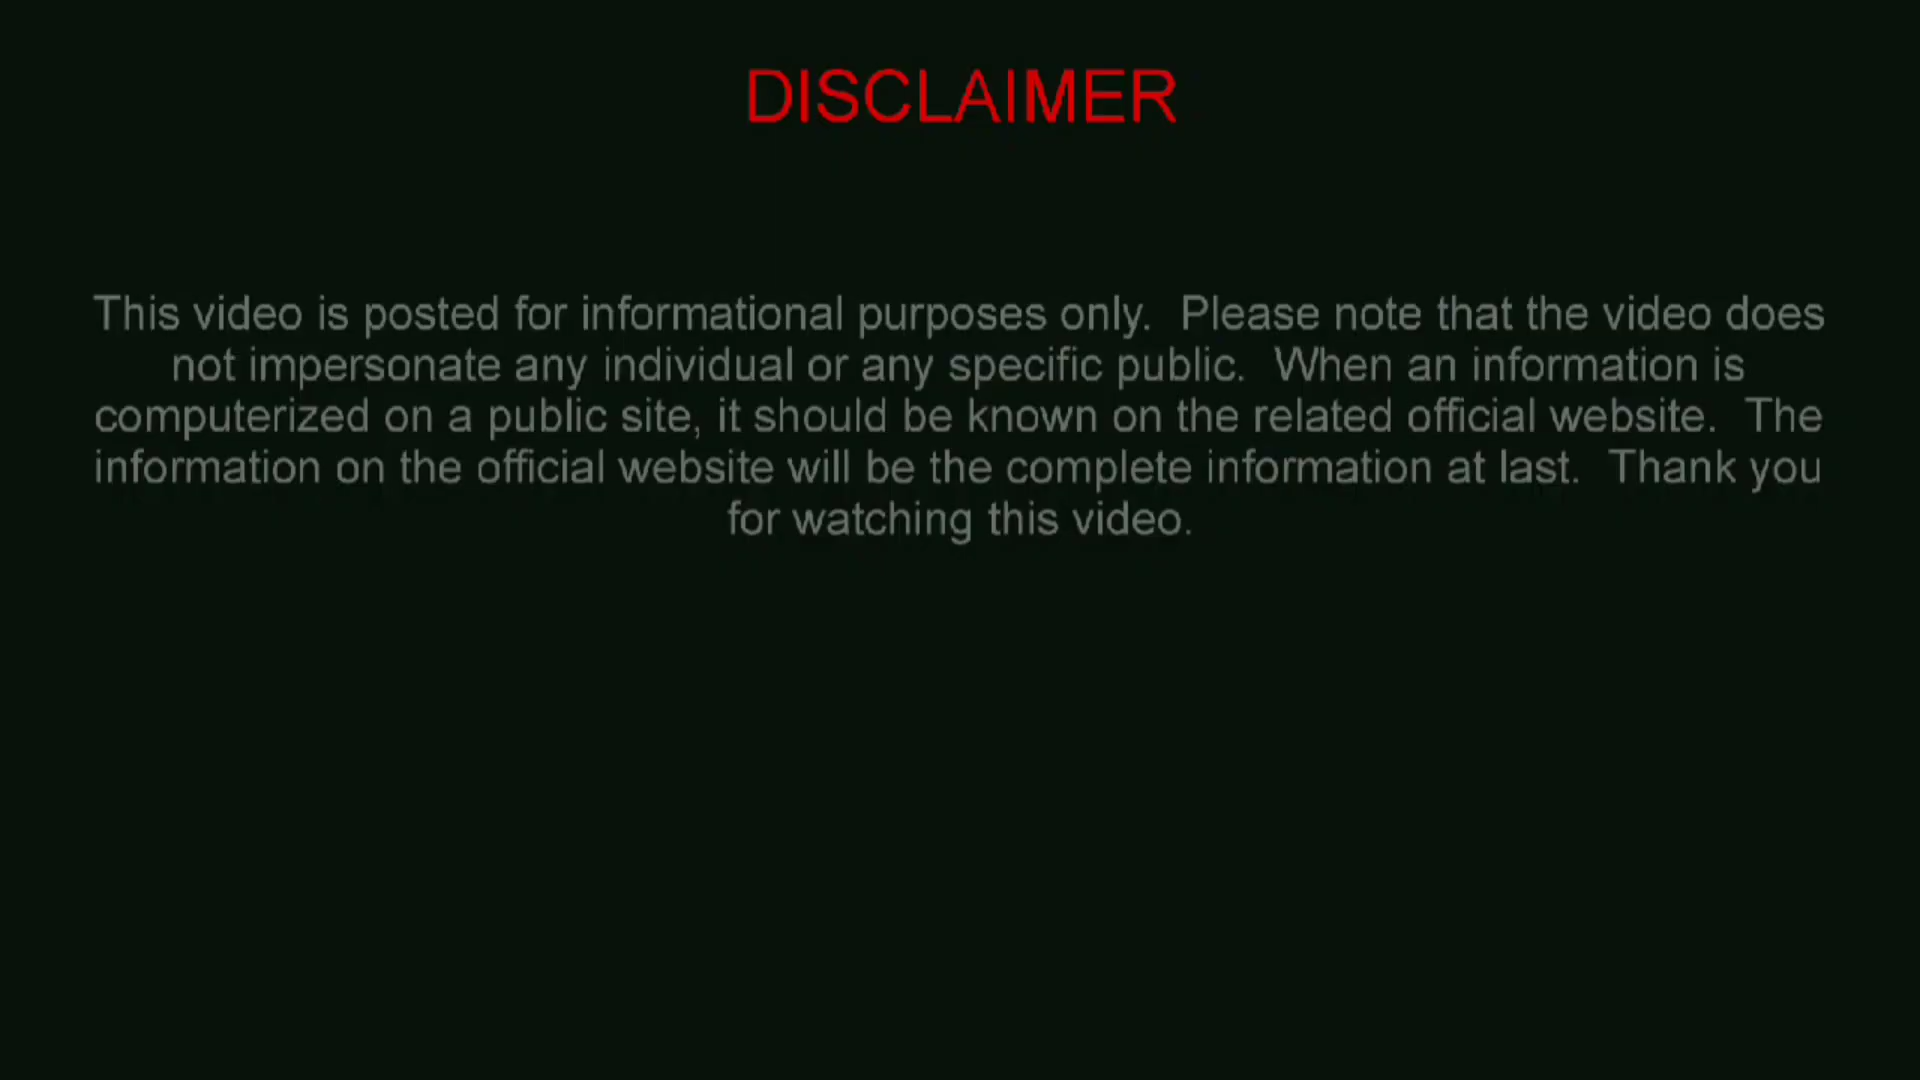 DISCLAIMER
This video is posted for informational purposes only.  Please note that the video does
not impersonate any individual or any specific public.  When an information is
computerized on a public site, it should be known on the related official website.  The
information on the official website will be the complete information at last.  Thank you
for watching this video.